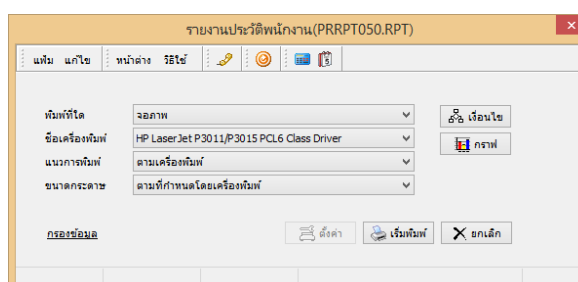 รายงานประวัติพนักงาน(PRRPT050.RPT)
แฟ้ม แก้ไข หน้าต่าง วิธีใช้
พิมพ์ที่ใด จอภาพ เงื่อนไข
ชื่อเครื่องพิมพ์ HP LaserJet P3011/P3015 PCL6 Class Driver กราฟ
แนวการพิมพ์ ตามเครื่องพิมพ์
ขนาดกระดาษ ตามที่กำหนดโดยเครื่องพิมพ์
กรองข้อมูล ตั้งค่า เริ่มพิมพ์ ยกเลิก